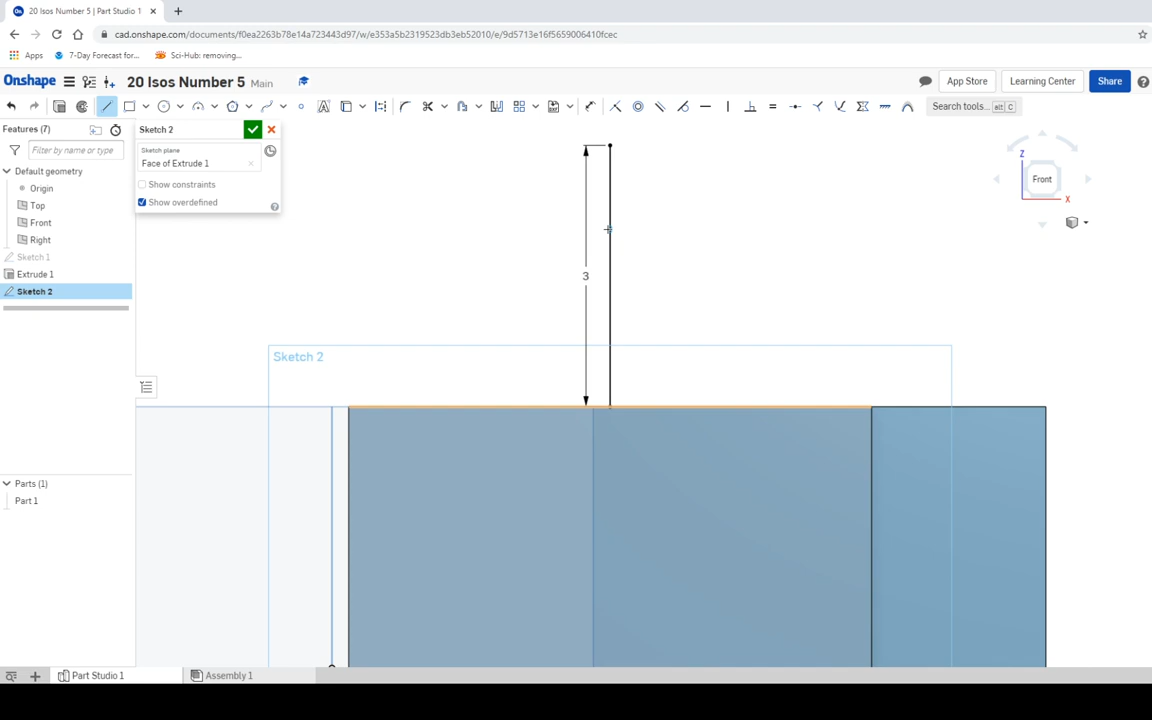 20 Isos Number 5 | Part Studio 1
cad.onshape.com/documents/f0ea2263b78e14a723443d97/w/e353a5b2319523db3eb52010/e/9d5713e16f5659006410fcec
Apps 7-Day Forecast for... Sci-Hub: removing...
Onshape 20 Isos Number 5 Main App Store Learning Center Share
Search tools... alt C
Features (7)
Filter by name or type
Default geometry
Origin
Top
Front
Right
Sketch 1
Extrude 1
Sketch 2
Sketch 2
Sketch plane
Face of Extrude 1
Show constraints
Show overdefined
Z
Front
X
3
Sketch 2
Parts (1)
Part 1
Part Studio 1 Assembly 1